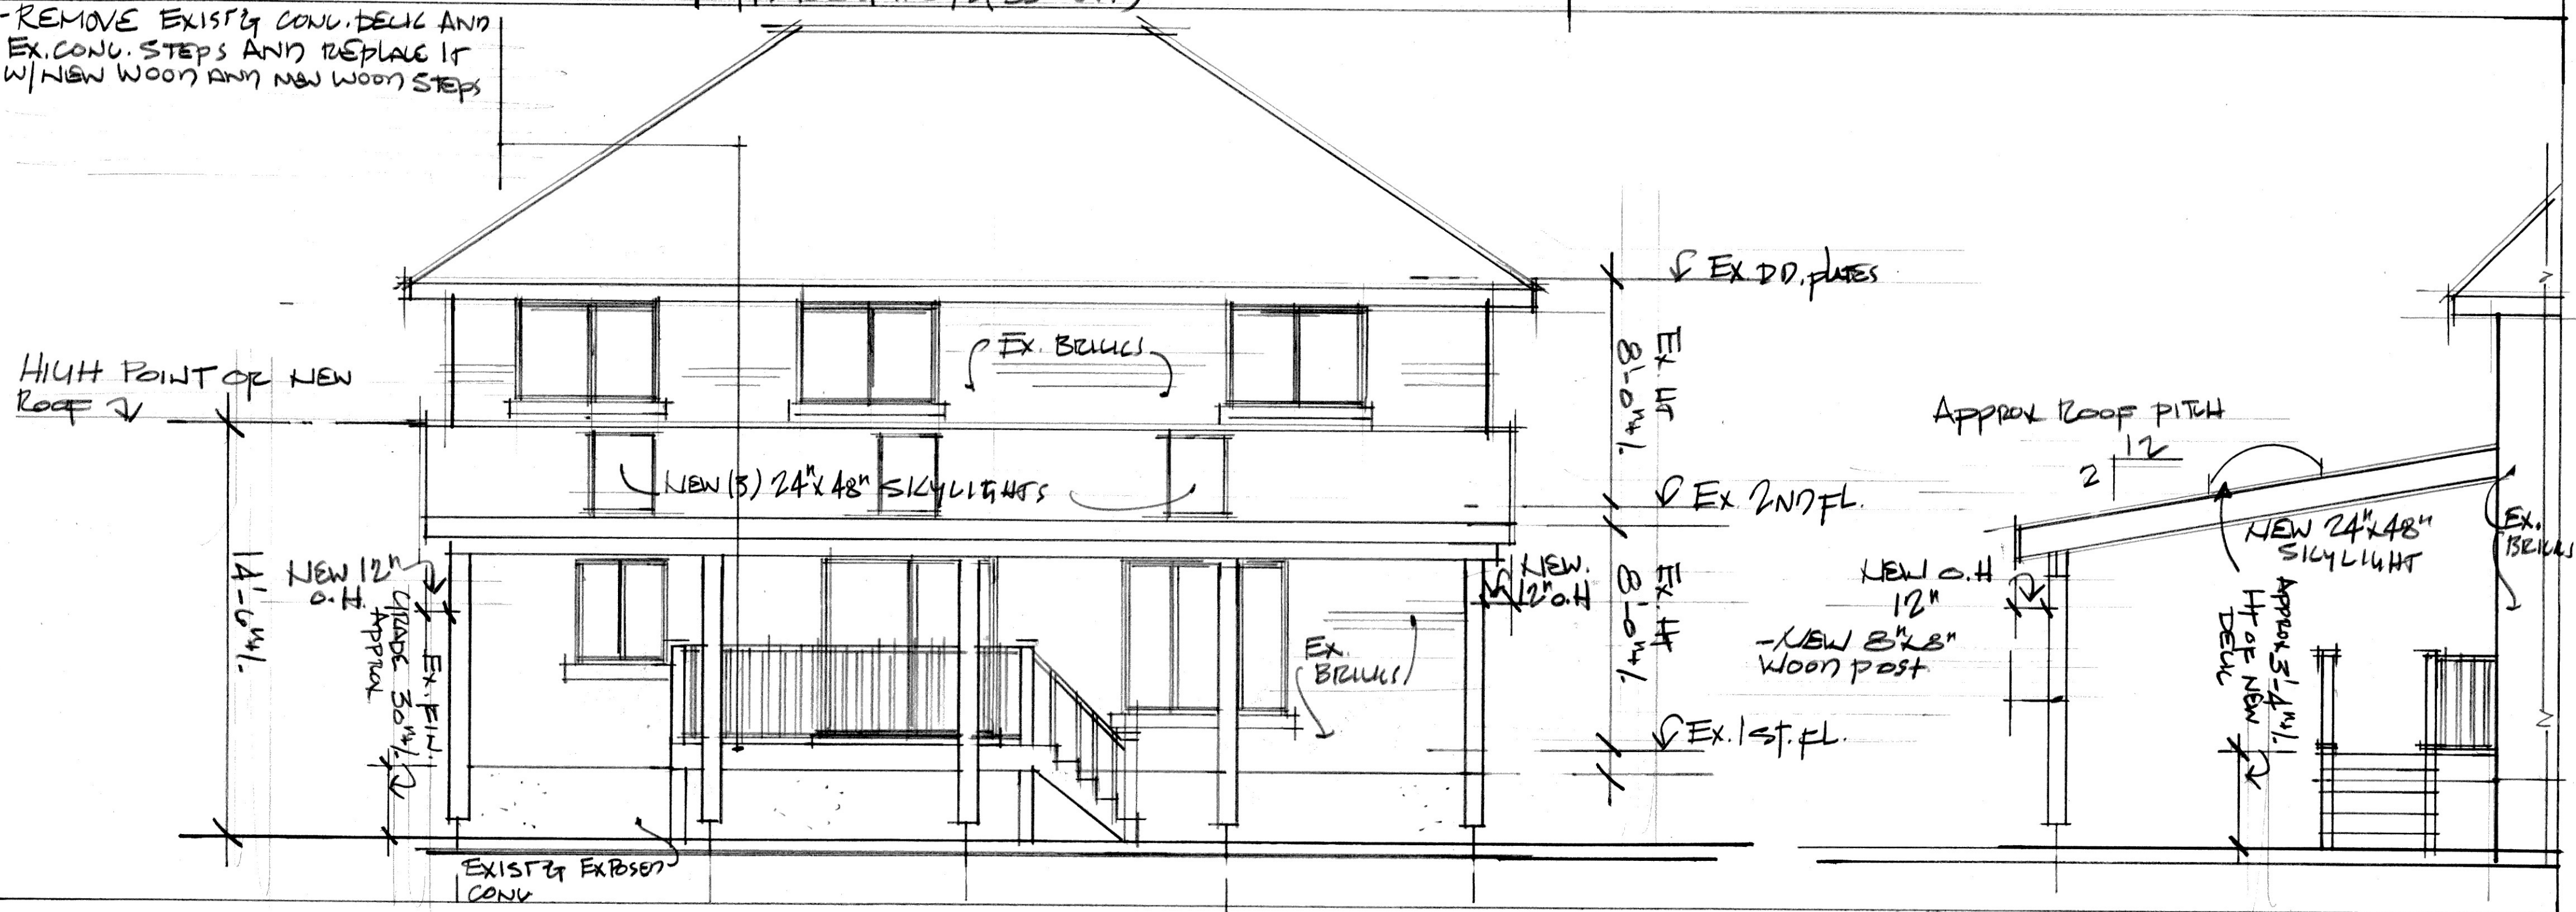 -REMOVE EXIST'G CONC. DECK AND
EX. CONC. STEPS AND REPLACE IT
W/ NEW WOOD AND NEW WOOD STEPS
EX DD. PLATES
EX. BRICKS
EX. HT
8'-0"+/-
HIGH POINT OF NEW
ROOF
APPROX ROOF PITCH
12
2
NEW (3) 24"x48" SKYLIGHTS
EX. 2ND FL.
NEW 24"x48"
SKYLIGHT
EX.
BRICKS
14'-6"+/-
NEW 12"
O.H.
NEW.
12" O.H
EX. HT
8'-0"+/-
NEW O.H
12"
-NEW 8"x8"
WOOD POST
EX. FIN.
GRADE 30"+/-
APPROX
EX.
BRICKS
APPROX 3'-4"+/-
HT OF NEW
DECK
EX. 1ST. FL.
EXIST'G EXPOSED
CONC